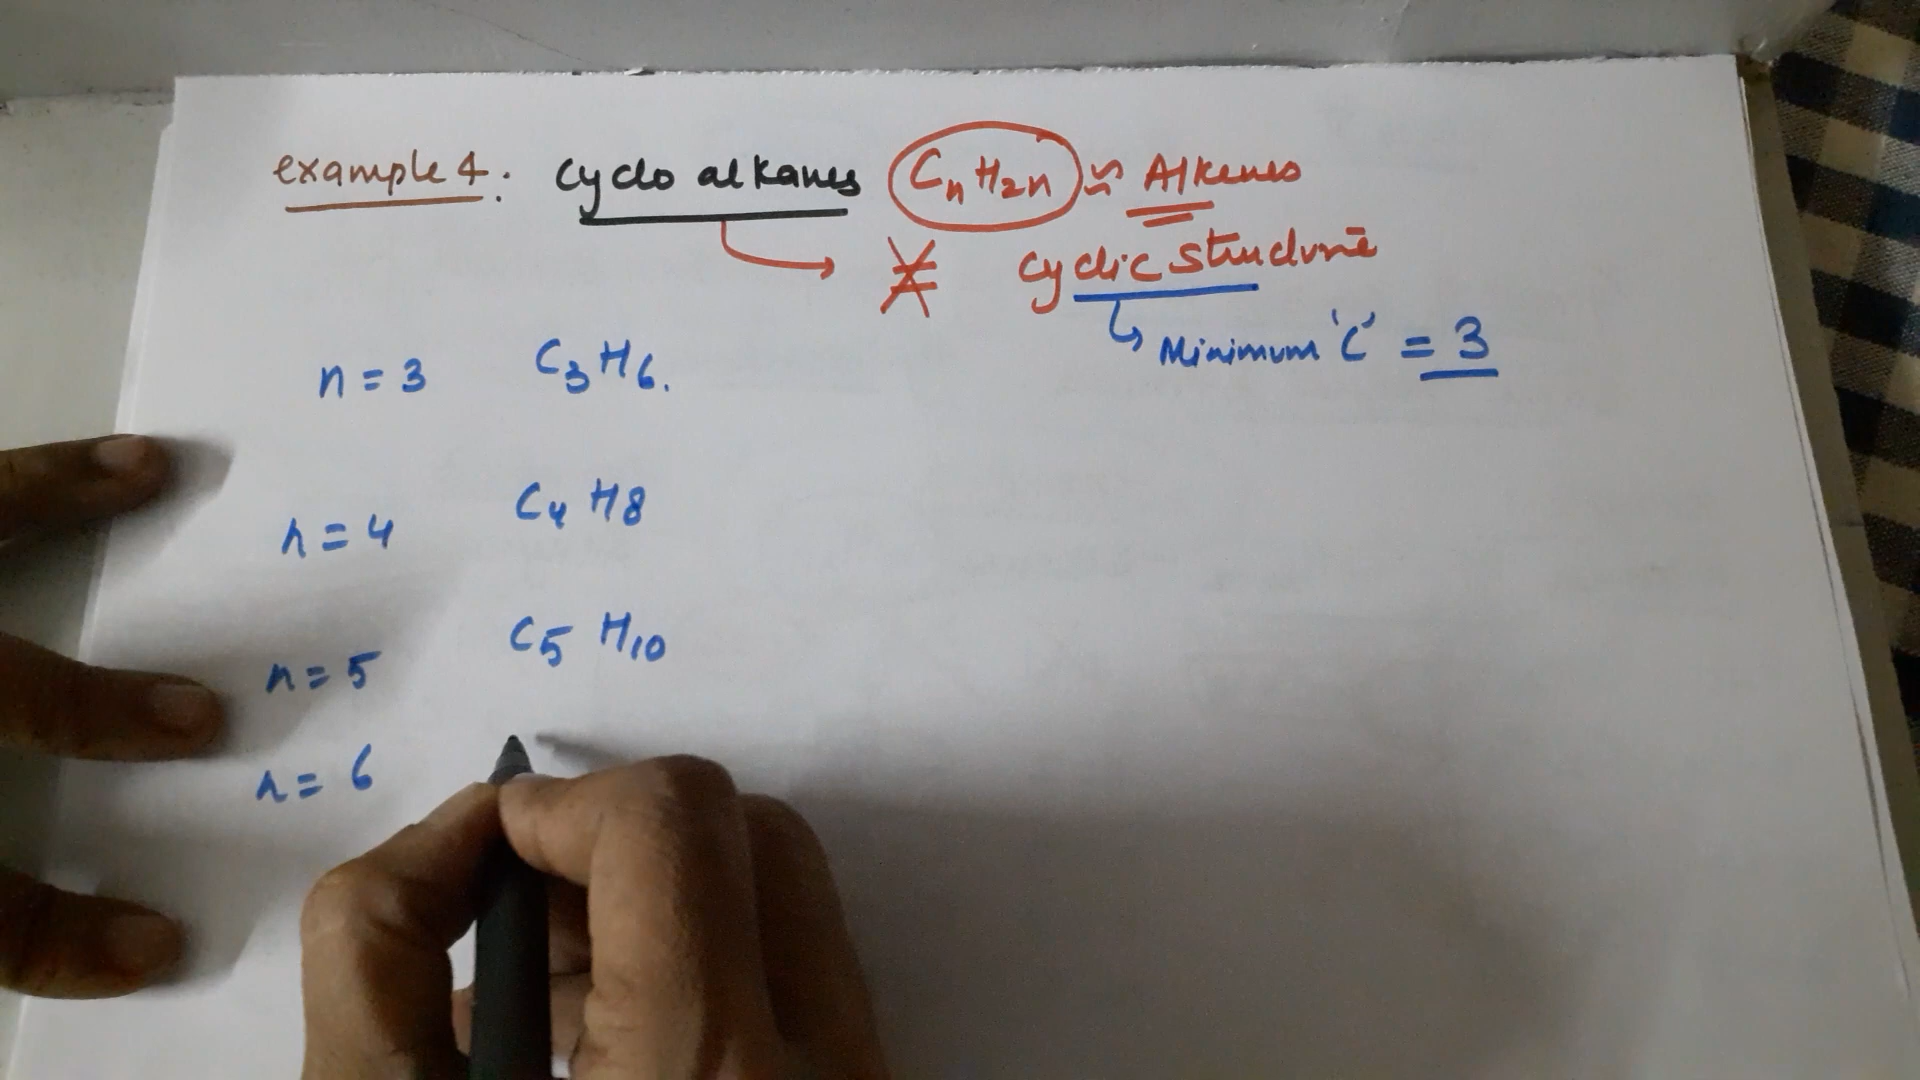 example 4: Cyclo alkanes CnH2n ≈ Alkenes
cyclic structure
Minimum 'C' = 3
n = 3 C3H6.
n = 4 C4H8
n = 5 C5H10
n = 6